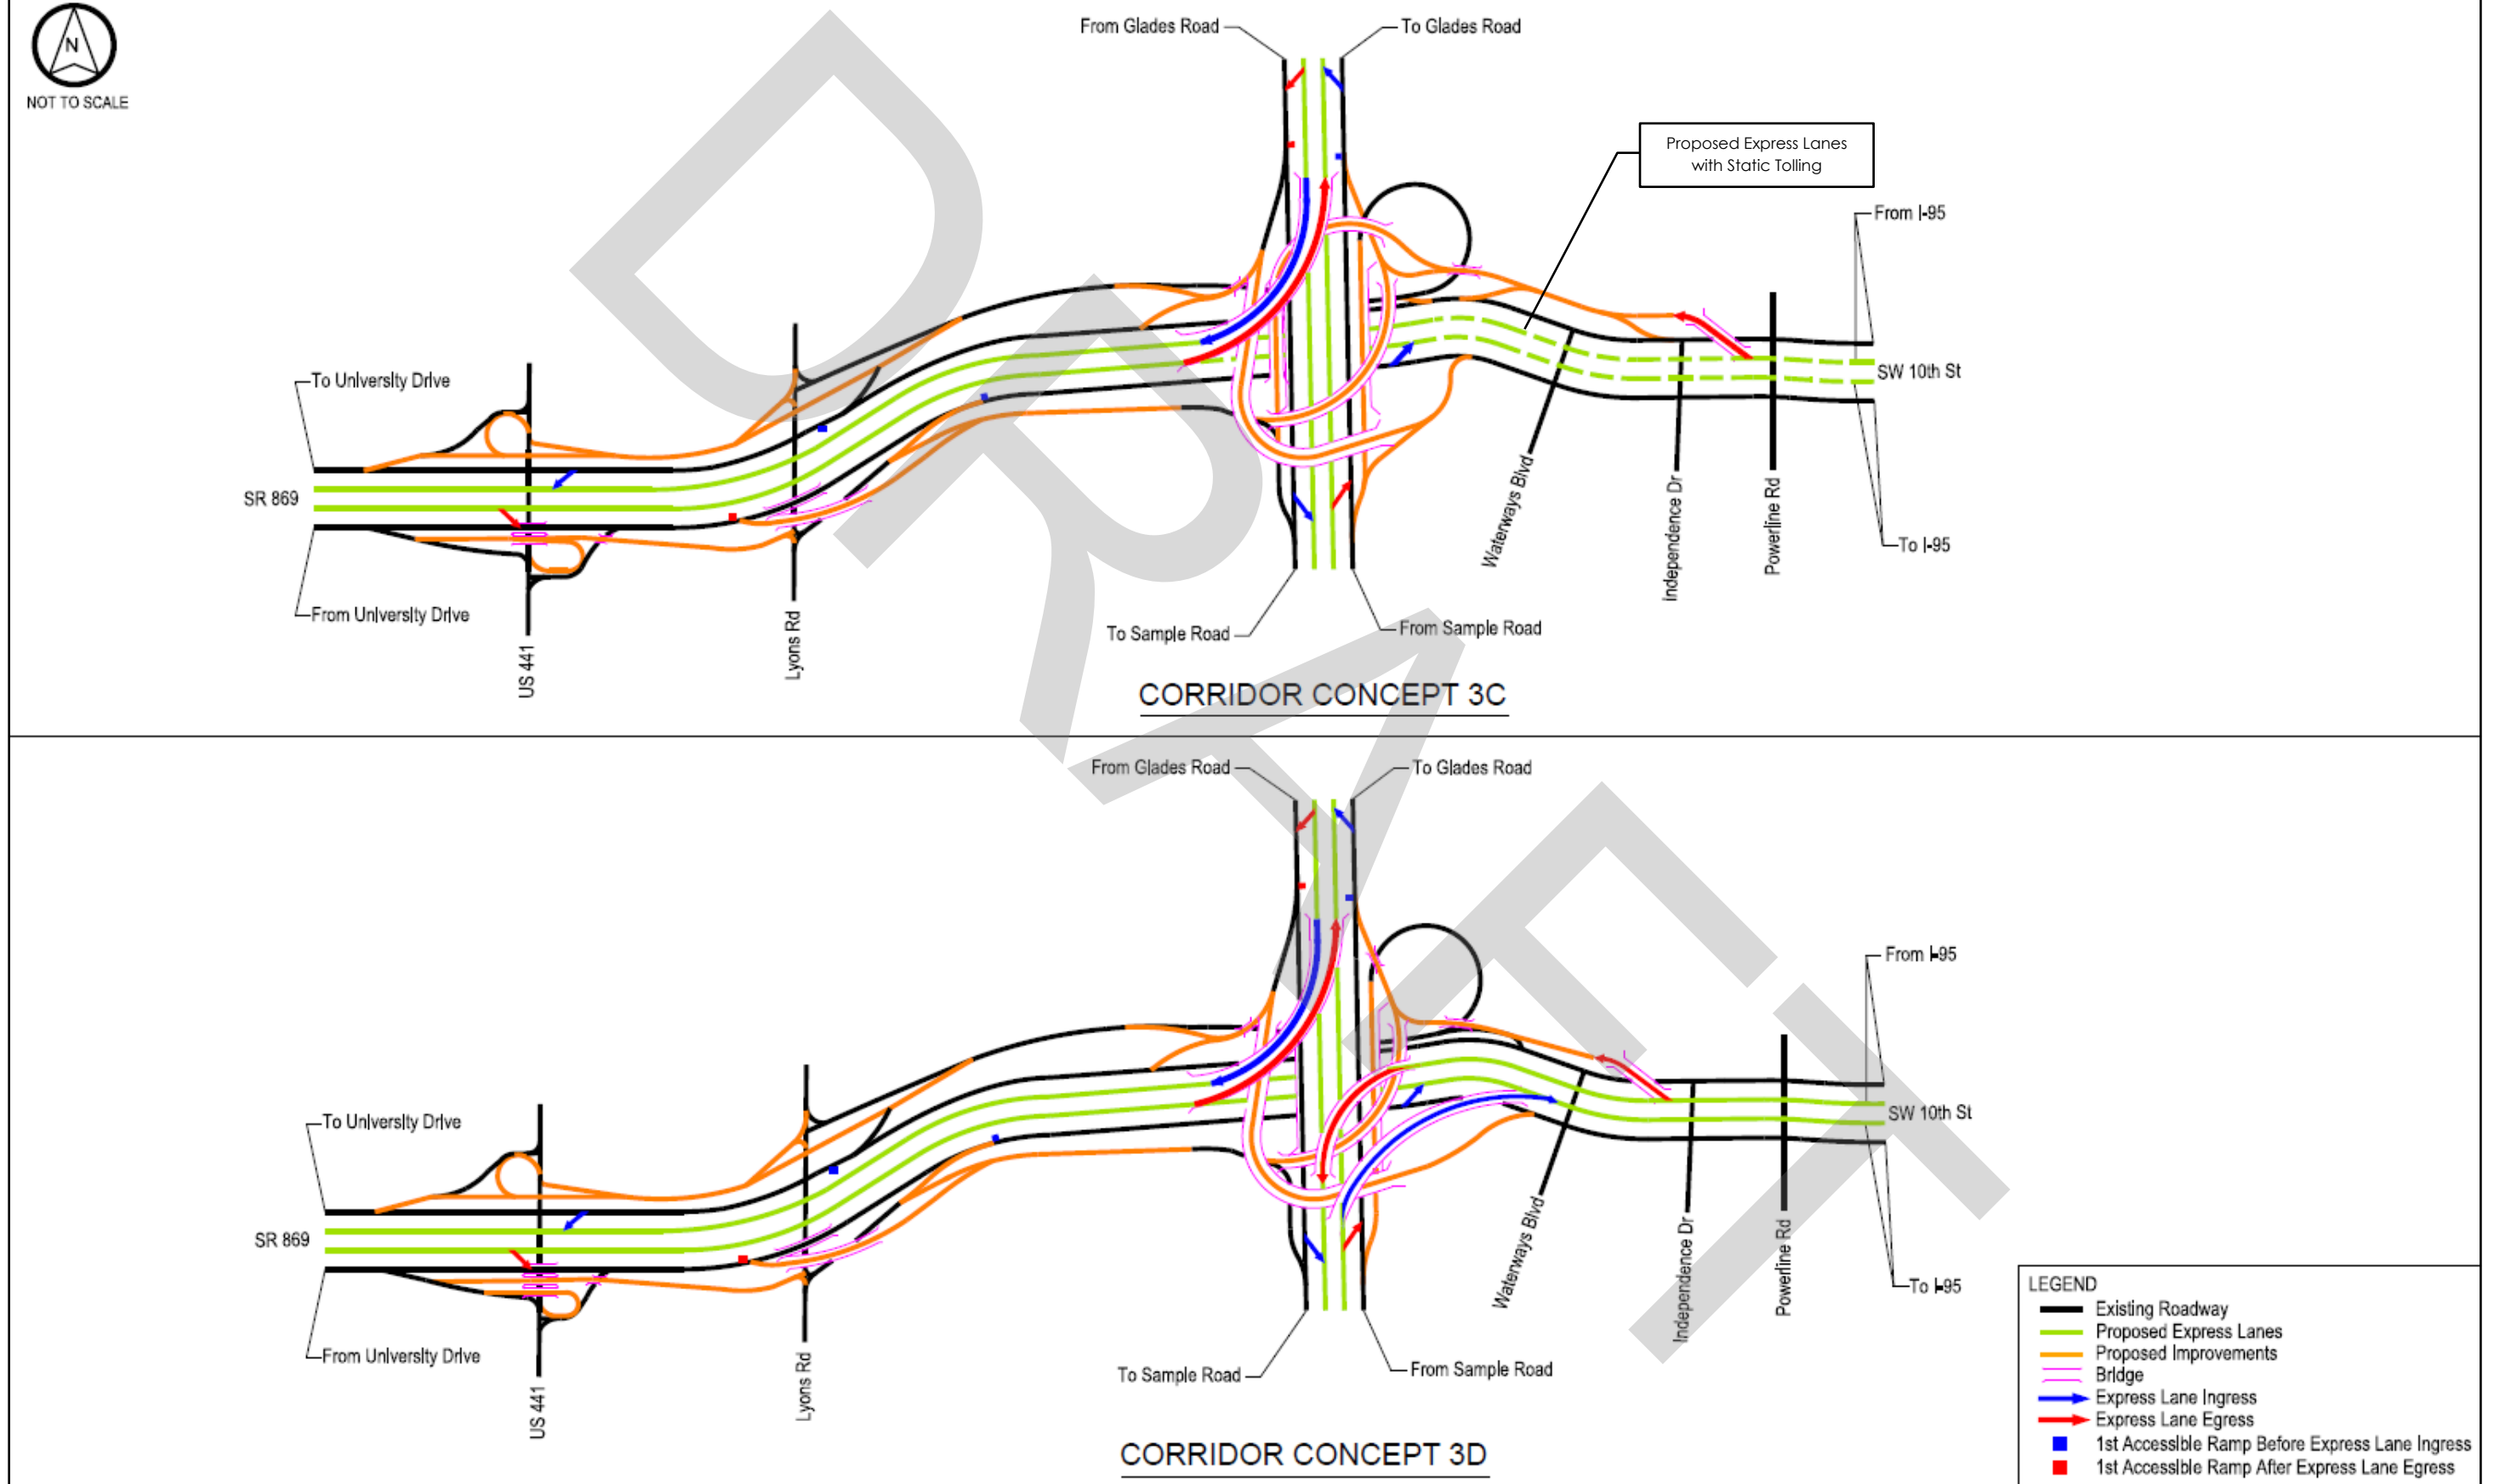 N
NOT TO SCALE
From Glades Road
To Glades Road
Proposed Express Lanes
with Static Tolling
From I-95
SW 10th St
To University Drive
SR 869
From University Drive
US 441
Lyons Rd
To Sample Road
From Sample Road
Waterways Blvd
Independence Dr
Powerline Rd
To I-95
CORRIDOR CONCEPT 3C
From Glades Road
To Glades Road
From I-95
SW 10th St
To University Drive
SR 869
From University Drive
US 441
Lyons Rd
To Sample Road
From Sample Road
Waterways Blvd
Independence Dr
Powerline Rd
To I-95
CORRIDOR CONCEPT 3D
LEGEND
Existing Roadway
Proposed Express Lanes
Proposed Improvements
Bridge
Express Lane Ingress
Express Lane Egress
1st Accessible Ramp Before Express Lane Ingress
1st Accessible Ramp After Express Lane Egress
DRAFT